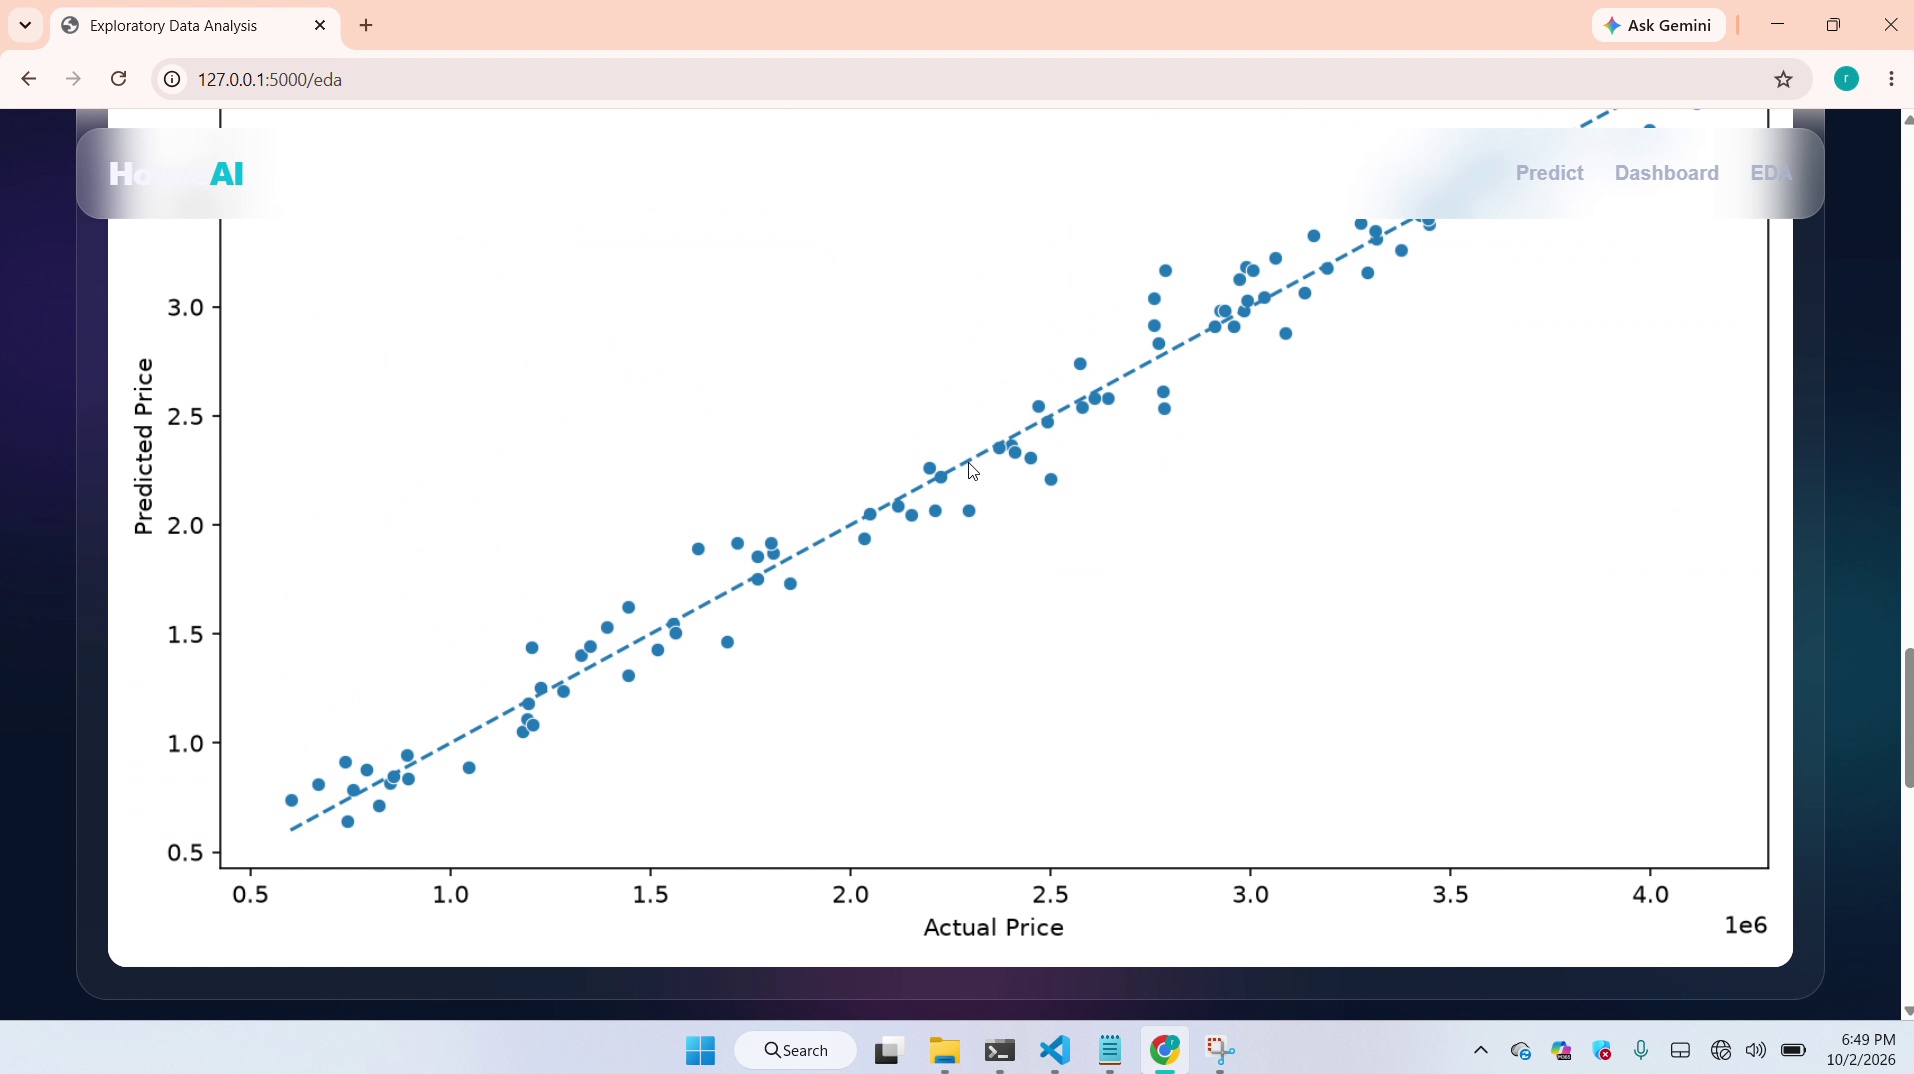 Exploratory Data Analysis
Ask Gemini
127.0.0.1:5000/eda
r
AI
Predict Dashboard EDA
3.0
2.5
2.0
1.5
1.0
0.5
Predicted Price
0.5 1.0 1.5 2.0 2.5 3.0 3.5 4.0
Actual Price
1e6
Search
6:49 PM
10/2/2026